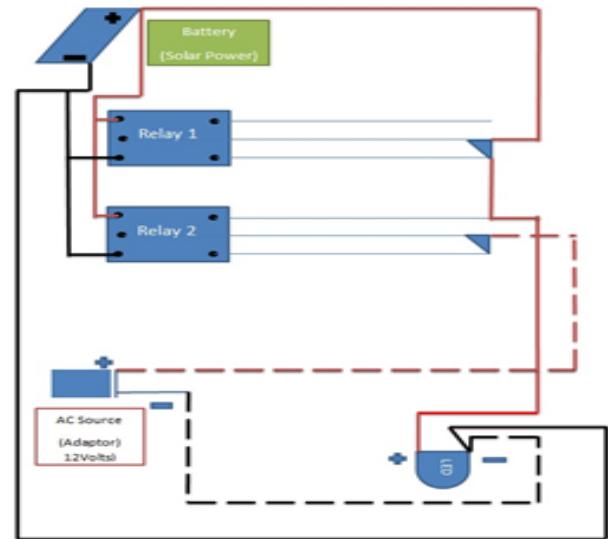 +
Battery
(Solar Power)
−
Relay 1
Relay 2
+
−
AC Source
(Adaptor)
12Volts)
+
LED
−